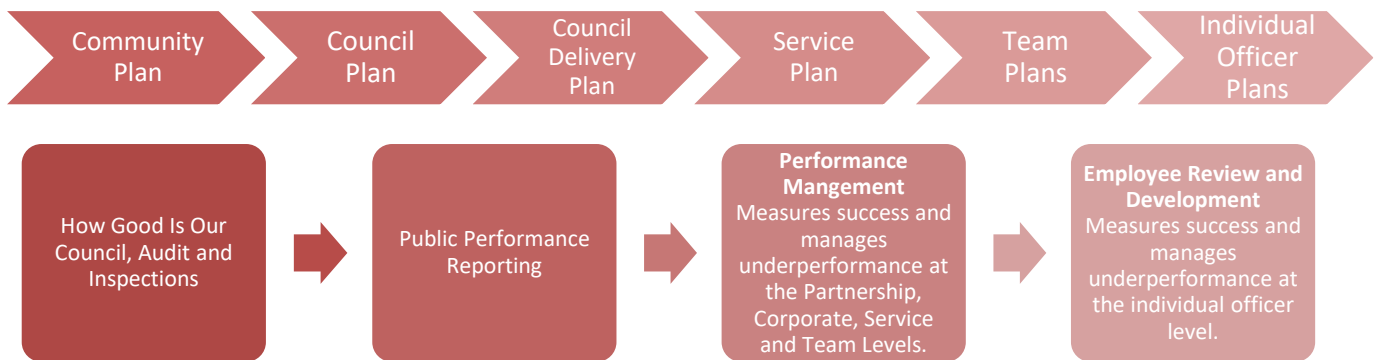 Community
Plan
Council
Plan
Council
Delivery
Plan
Service
Plan
Team
Plans
Individual
Officer
Plans
How Good Is Our
Council, Audit and
Inspections
Public Performance
Reporting
Performance
Mangement
Measures success and
manages
underperformance at
the Partnership,
Corporate, Service
and Team Levels.
Employee Review and
Development
Measures success and
manages
underperformance at
the individual officer
level.